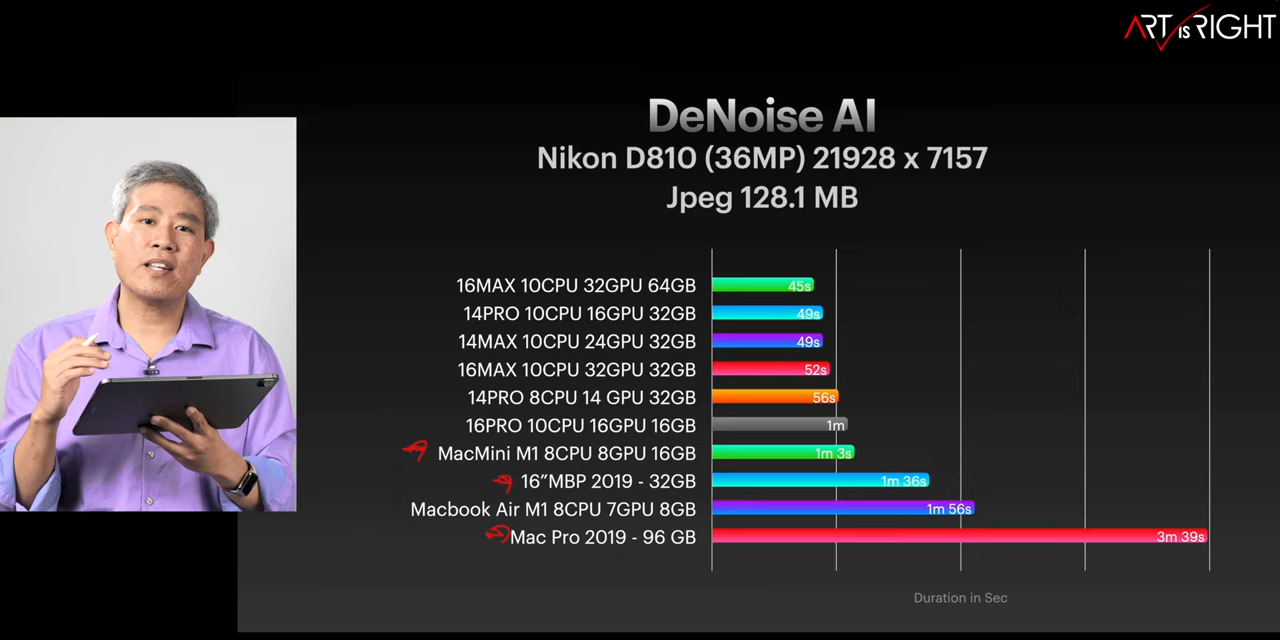 ART IS RIGHT
DeNoise AI
Nikon D810 (36MP) 21928 x 7157
Jpeg 128.1 MB
16MAX 10CPU 32GPU 64GB 45s
14PRO 10CPU 16GPU 32GB 49s
14MAX 10CPU 24GPU 32GB 49s
16MAX 10CPU 32GPU 32GB 52s
14PRO 8CPU 14 GPU 32GB 56s
16PRO 10CPU 16GPU 16GB 1m
MacMini M1 8CPU 8GPU 16GB 1m 3s
16”MBP 2019 - 32GB 1m 36s
Macbook Air M1 8CPU 7GPU 8GB 1m 56s
Mac Pro 2019 - 96 GB 3m 39s
Duration in Sec